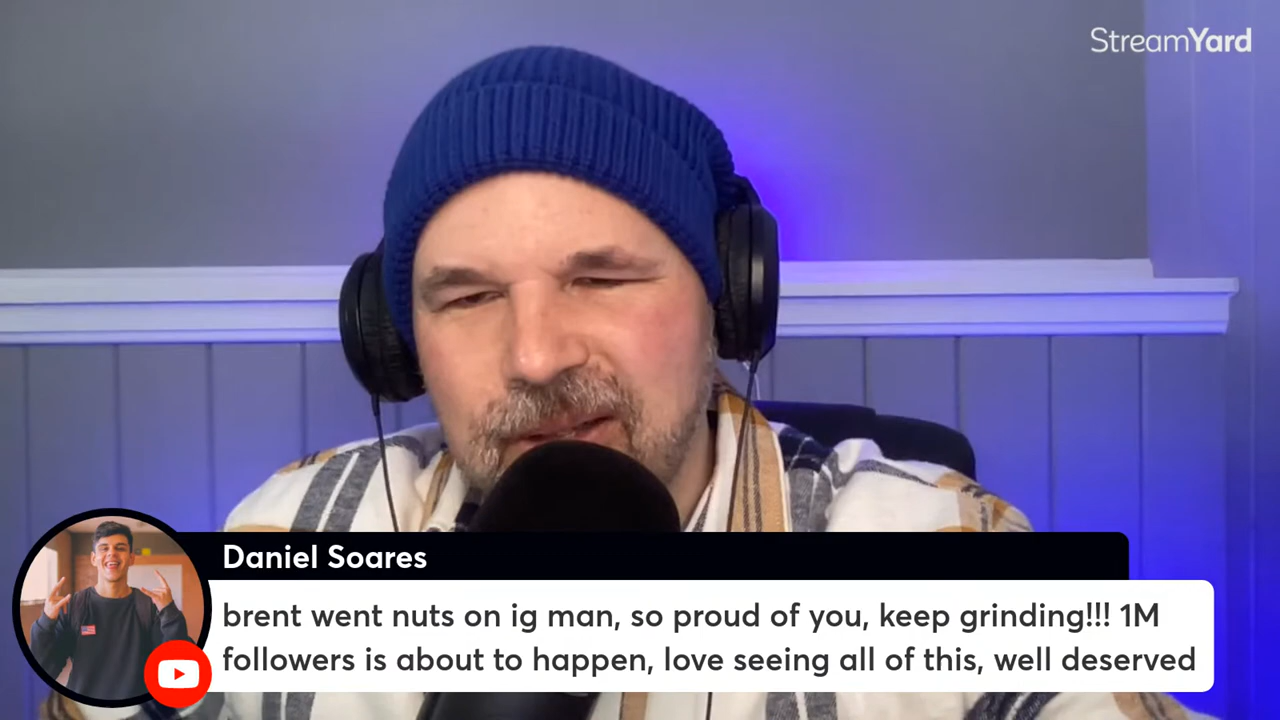 StreamYard
Daniel Soares
brent went nuts on ig man, so proud of you, keep grinding!!! 1M
followers is about to happen, love seeing all of this, well deserved